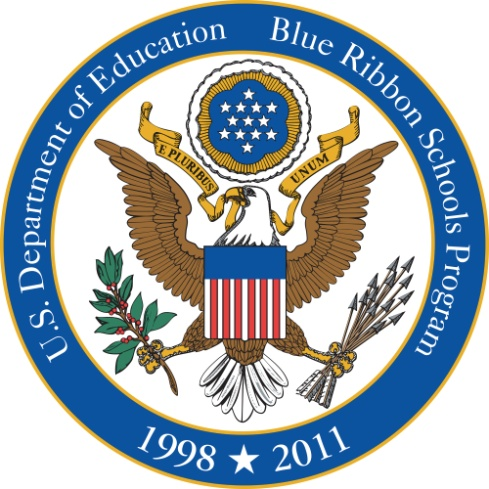 U.S. Department of Education Blue Ribbon Schools Program
E PLURIBUS UNUM
1998 ★ 2011